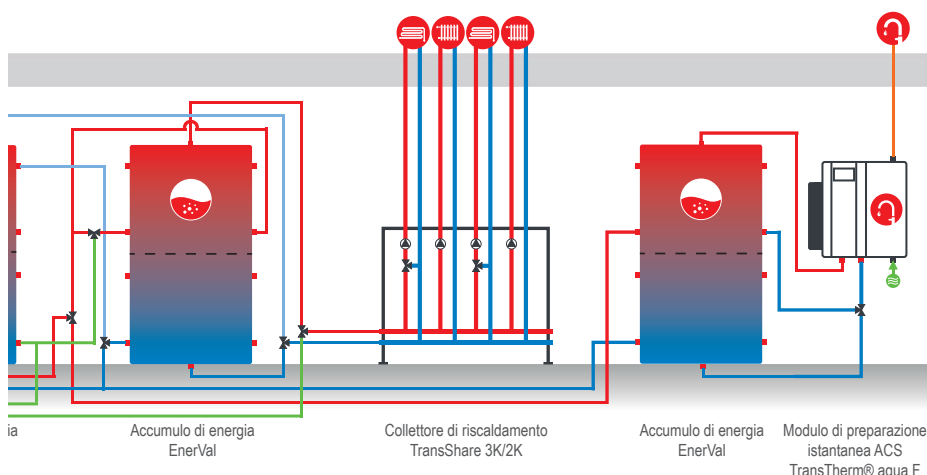 ia
Accumulo di energia
EnerVal
Collettore di riscaldamento
TransShare 3K/2K
Accumulo di energia
EnerVal
Modulo di preparazione
istantanea ACS
TransTherm® aqua F